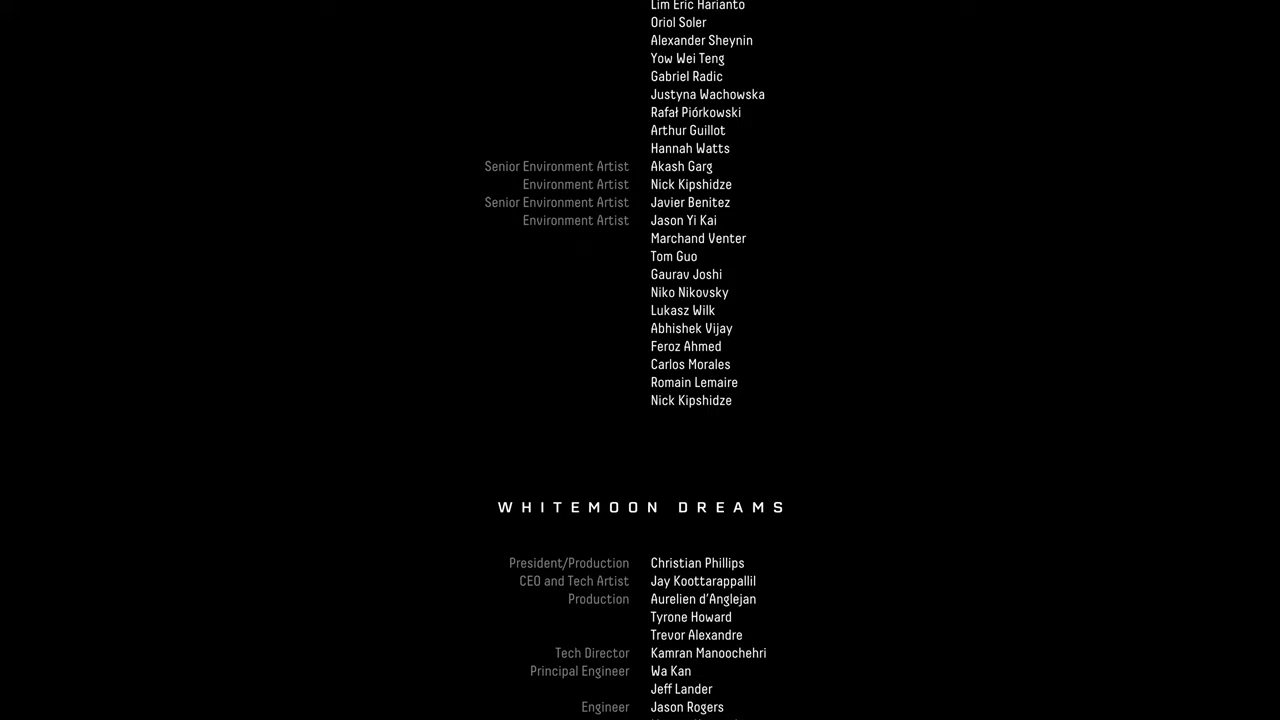 Lim Eric Harianto
Oriol Soler
Alexander Sheynin
Yow Wei Teng
Gabriel Radic
Justyna Wachowska
Rafał Piórkowski
Arthur Guillot
Hannah Watts
Senior Environment Artist Akash Garg
Environment Artist Nick Kipshidze
Senior Environment Artist Javier Benitez
Environment Artist Jason Yi Kai
Marchand Venter
Tom Guo
Gaurav Joshi
Niko Nikovsky
Lukasz Wilk
Abhishek Vijay
Feroz Ahmed
Carlos Morales
Romain Lemaire
Nick Kipshidze
WHITEMOON DREAMS
President/Production Christian Phillips
CEO and Tech Artist Jay Koottarappallil
Production Aurelien d'Anglejan
Tyrone Howard
Trevor Alexandre
Tech Director Kamran Manoochehri
Principal Engineer Wa Kan
Jeff Lander
Engineer Jason Rogers